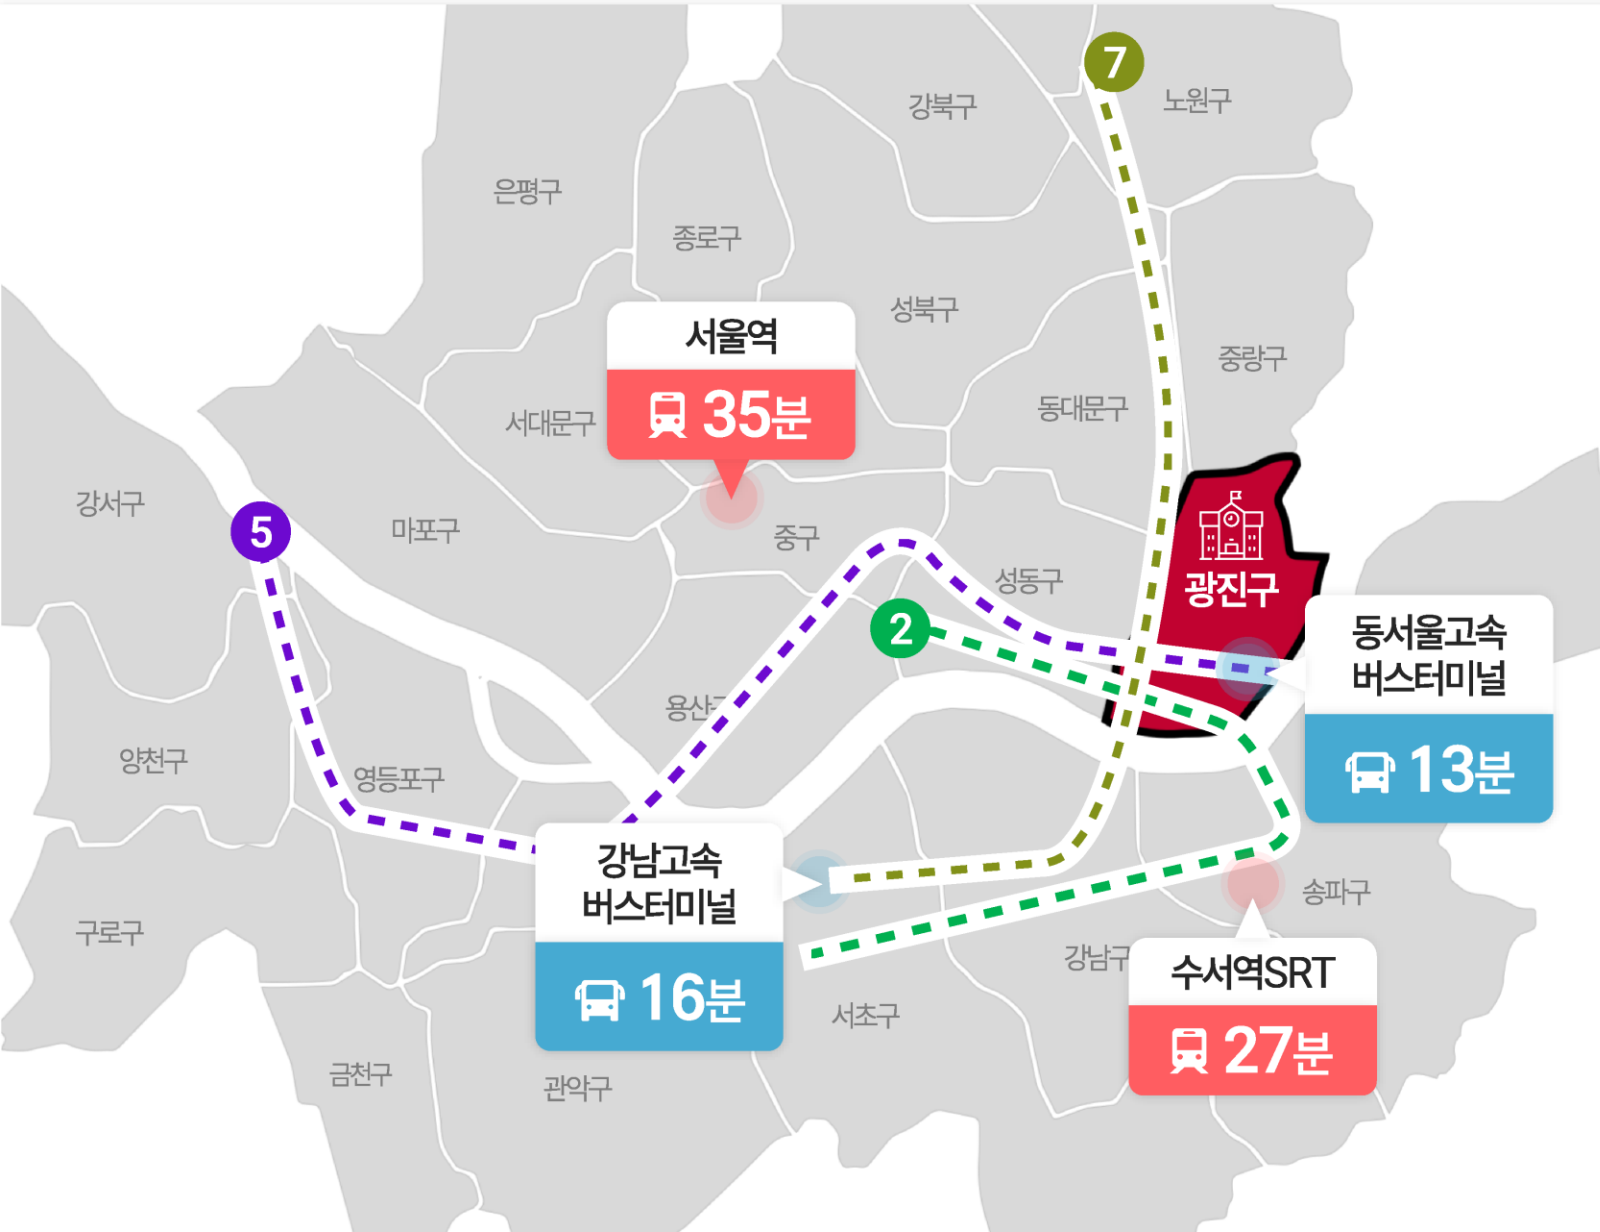 7
노원구
강북구
은평구
종로구
성북구
중랑구
서울역
35분
동대문구
서대문구
강서구
마포구
5
중구
성동구
광진구
2
동서울고속
버스터미널
13분
용산구
양천구
영등포구
강남고속
버스터미널
16분
송파구
구로구
강남구
수서역SRT
27분
서초구
금천구
관악구